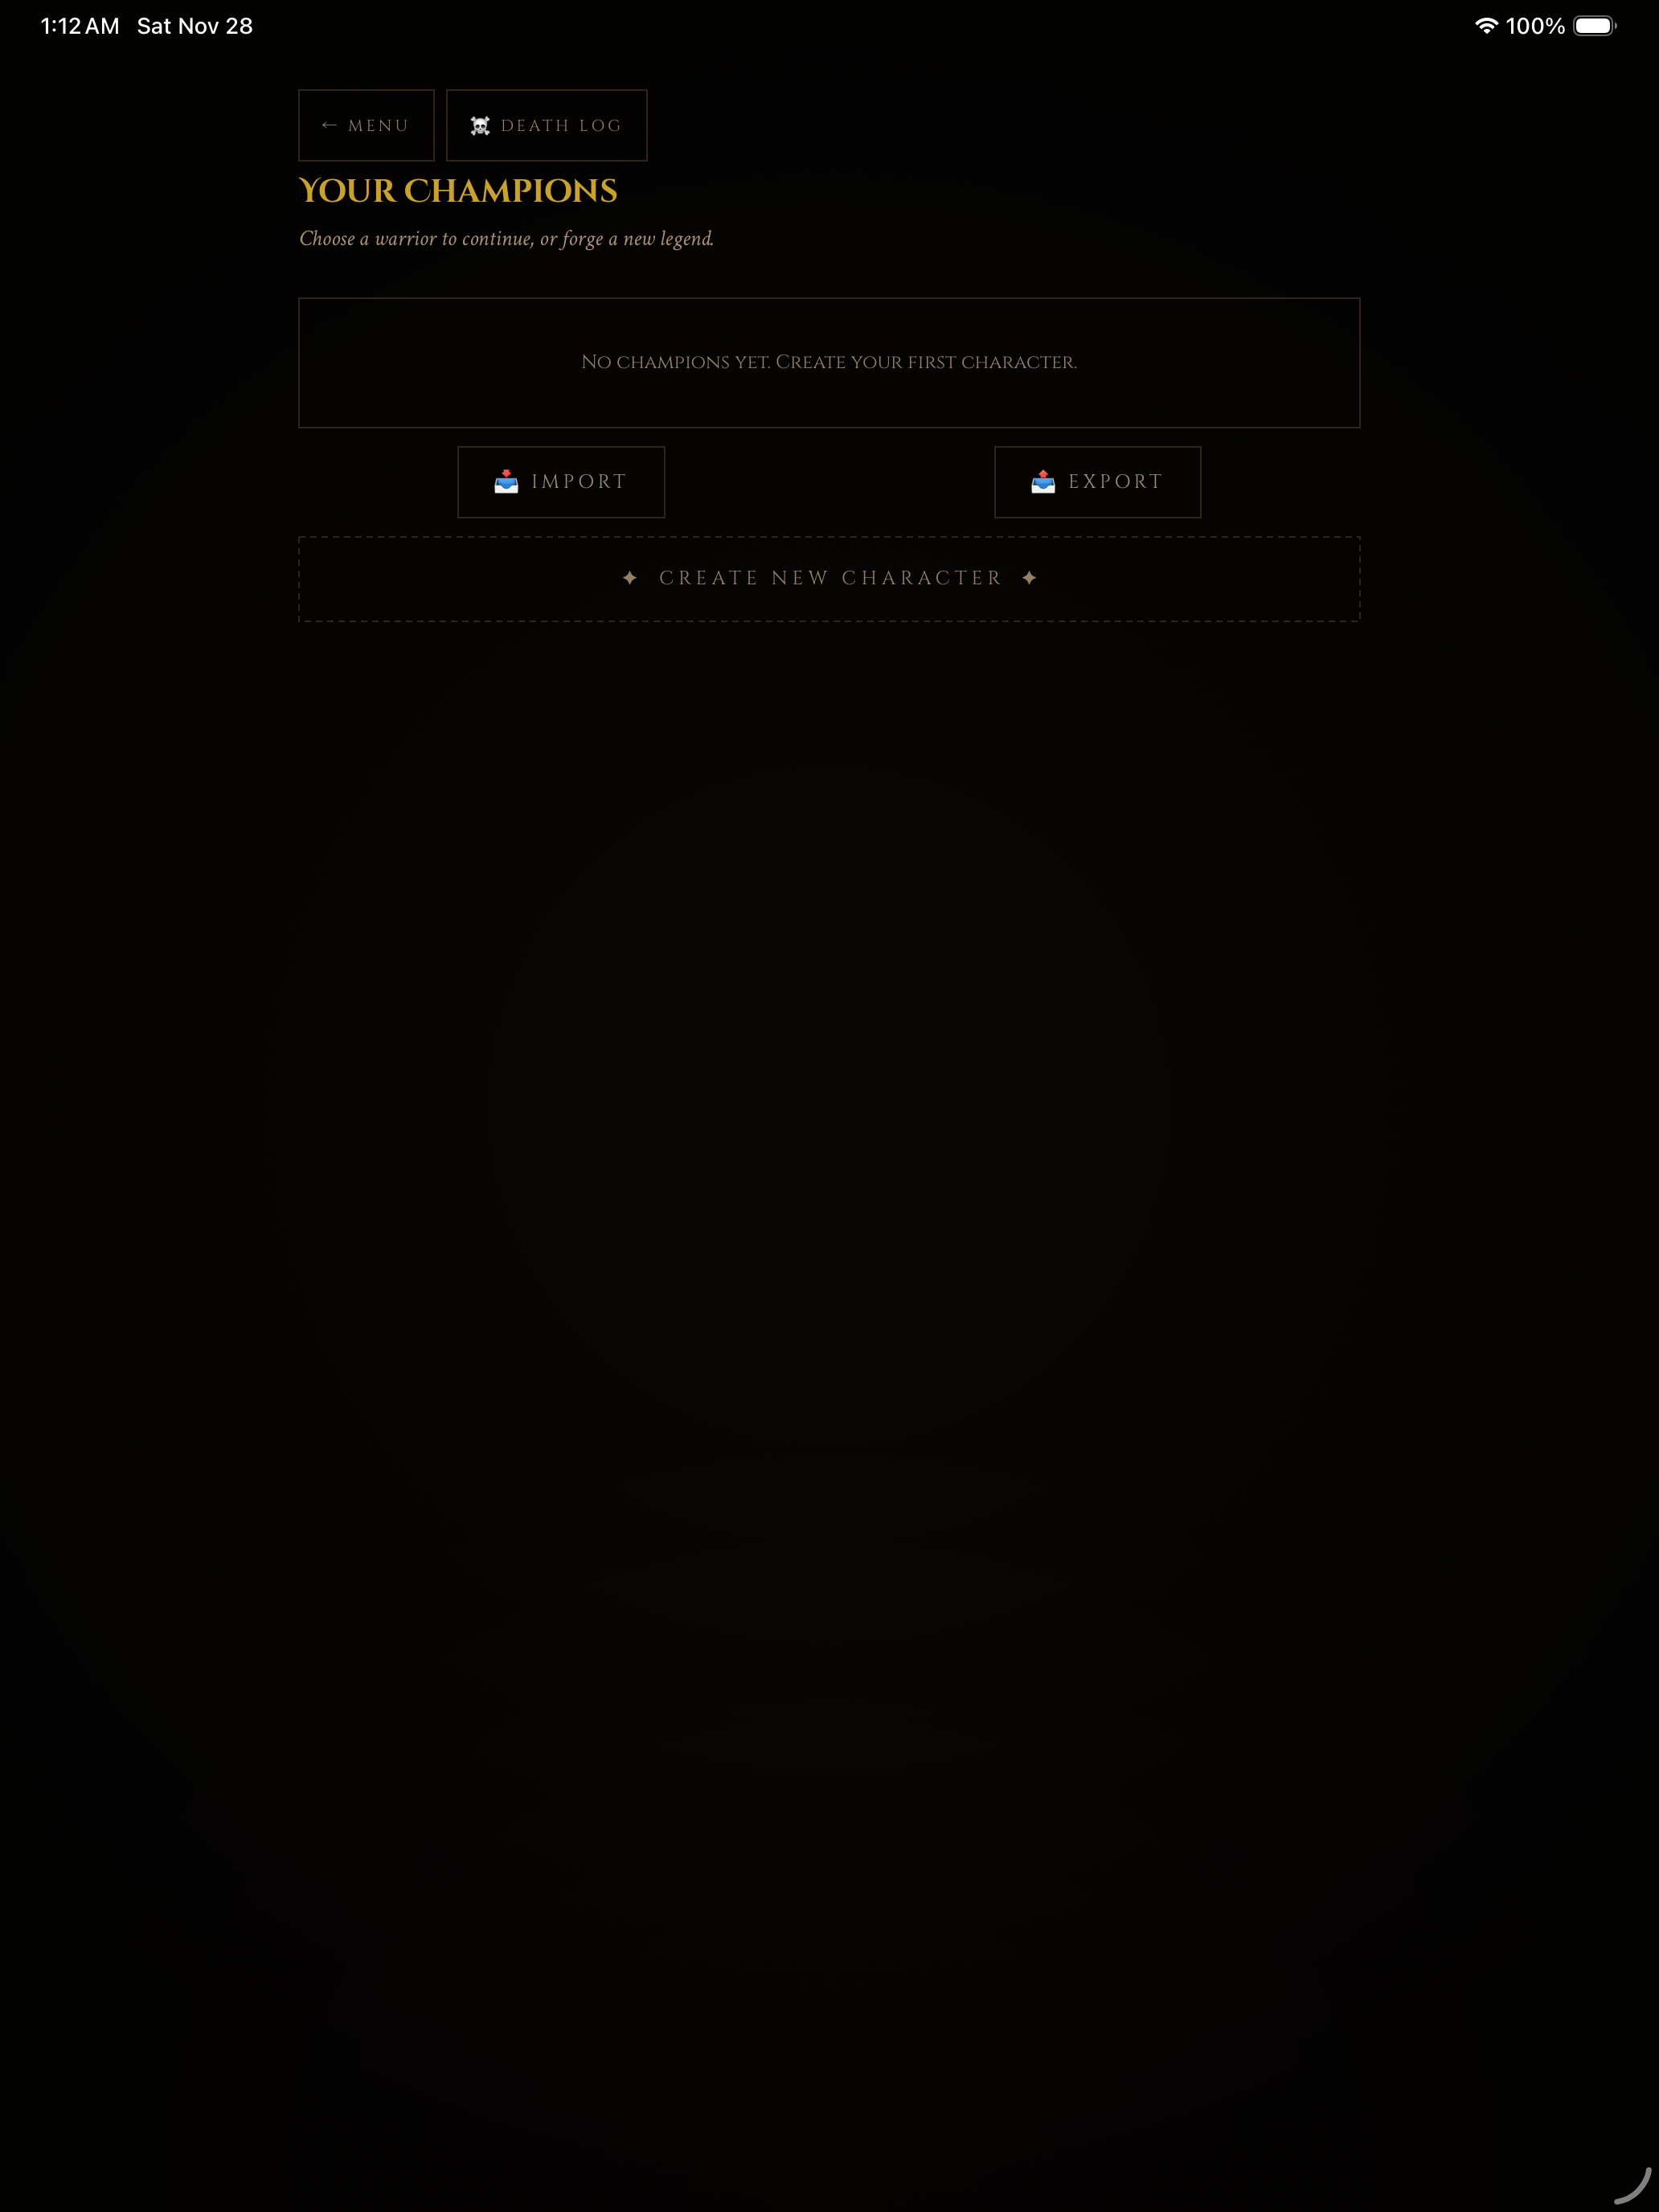 1:12 AM Sat Nov 28 100%
← MENU ☠️ DEATH LOG
YOUR CHAMPIONS
Choose a warrior to continue, or forge a new legend.
No champions yet. Create your first character.
📥 IMPORT 📤 EXPORT
✦ CREATE NEW CHARACTER ✦